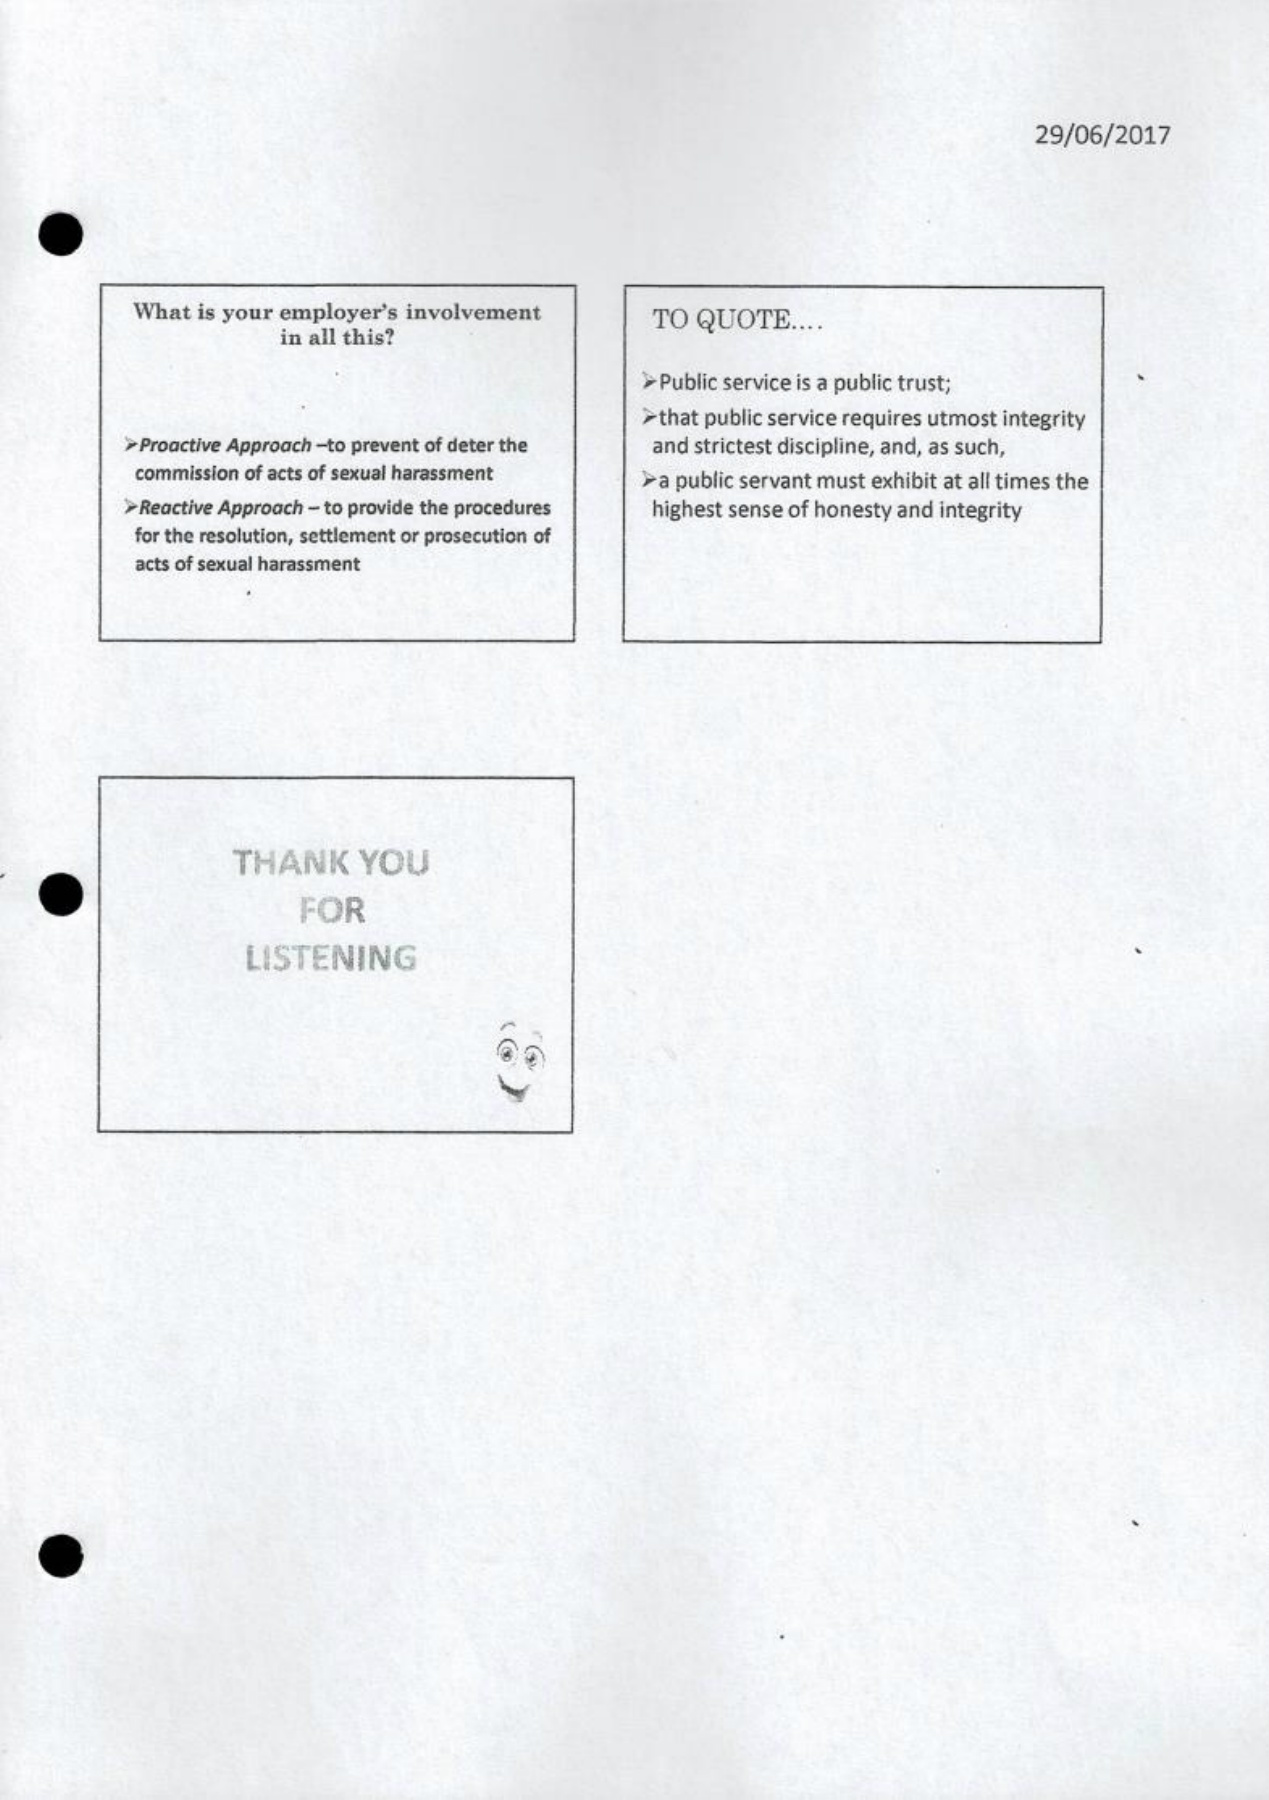 29/06/2017
What is your employer's involvement
in all this?
➢Proactive Approach –to prevent of deter the
commission of acts of sexual harassment
➢Reactive Approach – to provide the procedures
for the resolution, settlement or prosecution of
acts of sexual harassment
TO QUOTE....
➢Public service is a public trust;
➢that public service requires utmost integrity
and strictest discipline, and, as such,
➢a public servant must exhibit at all times the
highest sense of honesty and integrity
THANK YOU
FOR
LISTENING